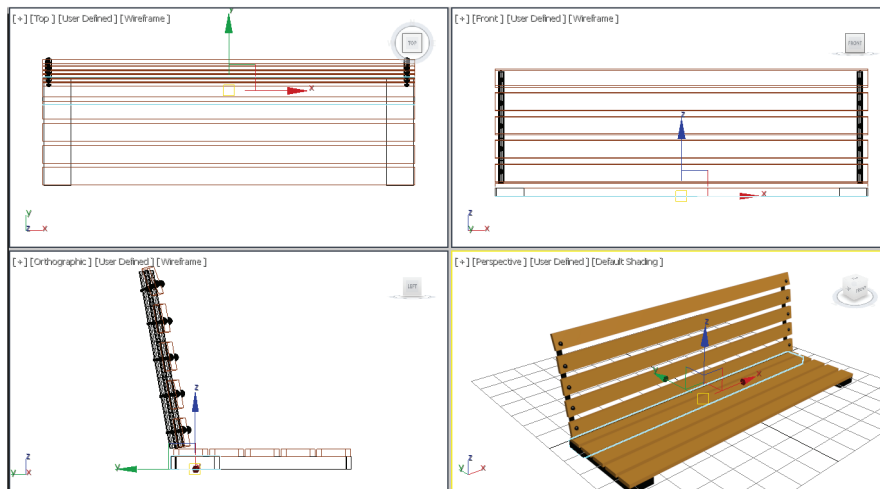 [+] [Top] [User Defined] [Wireframe]
y
TOP
x
y
z x
[+] [Front] [User Defined] [Wireframe]
FRONT
z
x
z
y x
[+] [Orthographic] [User Defined] [Wireframe]
LEFT
z
y
x
z
y x
[+] [Perspective] [User Defined] [Default Shading]
FRONT
z
y
x
z
y x